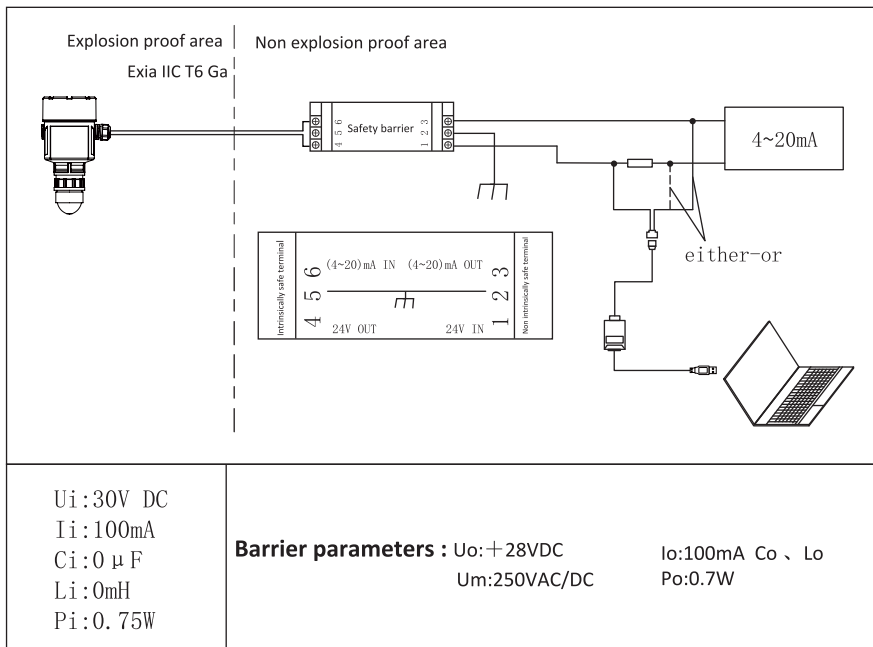 Explosion proof area
Non explosion proof area
Exia IIC T6 Ga
4 5 6
Safety barrier
1 2 3
4~20mA
either-or
Intrinsically safe terminal
4 5 6
(4~20)mA IN
(4~20)mA OUT
24V OUT
24V IN
1 2 3
Non intrinsically safe terminal
Ui:30V DC
Ii:100mA
Ci:0μF
Li:0mH
Pi:0.75W
Barrier parameters : Uo:+28VDC
Io:100mA Co 、 Lo
Um:250VAC/DC
Po:0.7W